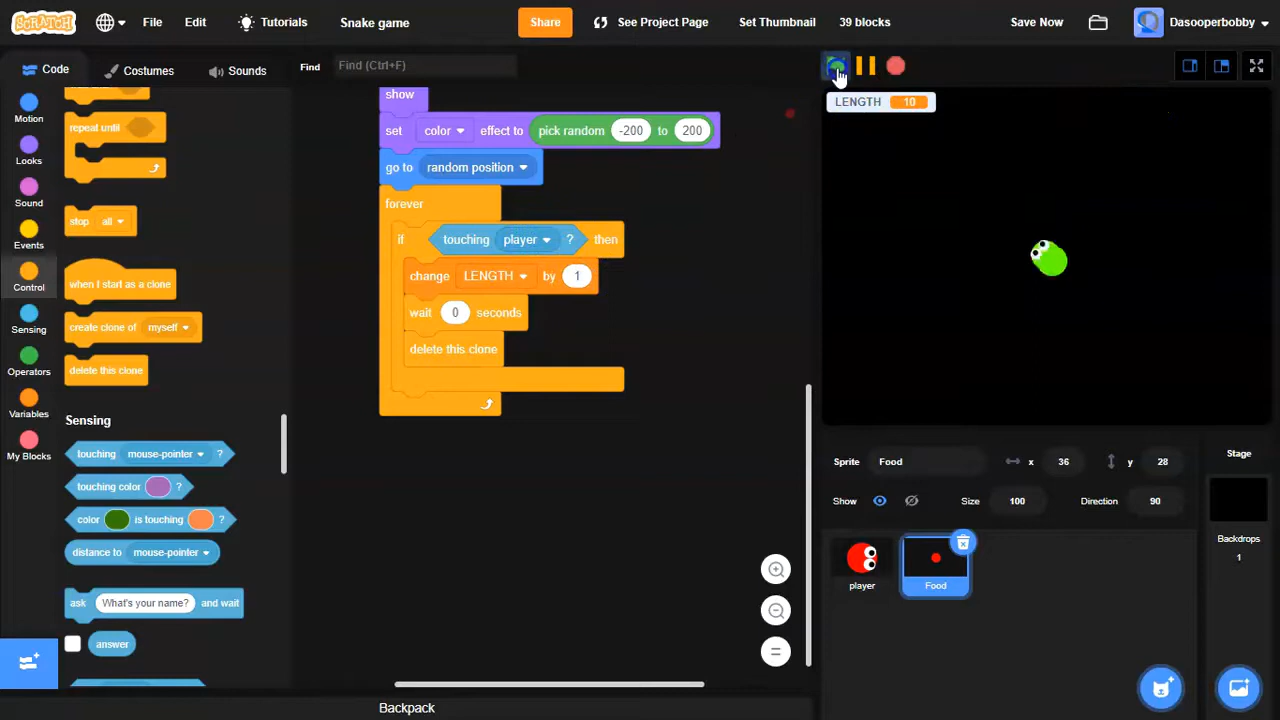 SCRATCH File Edit Tutorials Snake game Share See Project Page Set Thumbnail 39 blocks Save Now Dasooperbobby
Code Costumes Sounds Find Find (Ctrl+F)
Motion
Looks
Sound
Events
Control
Sensing
Operators
Variables
My Blocks
repeat until
stop all
when I start as a clone
create clone of myself
delete this clone
Sensing
touching mouse-pointer ?
touching color ?
color is touching ?
distance to mouse-pointer
ask What's your name? and wait
answer
show
set color effect to pick random -200 to 200
go to random position
forever
if touching player ? then
change LENGTH by 1
wait 0 seconds
delete this clone
Backpack
LENGTH 10
Sprite Food x 36 y 28
Show Size 100 Direction 90
player
Food
Stage
Backdrops
1